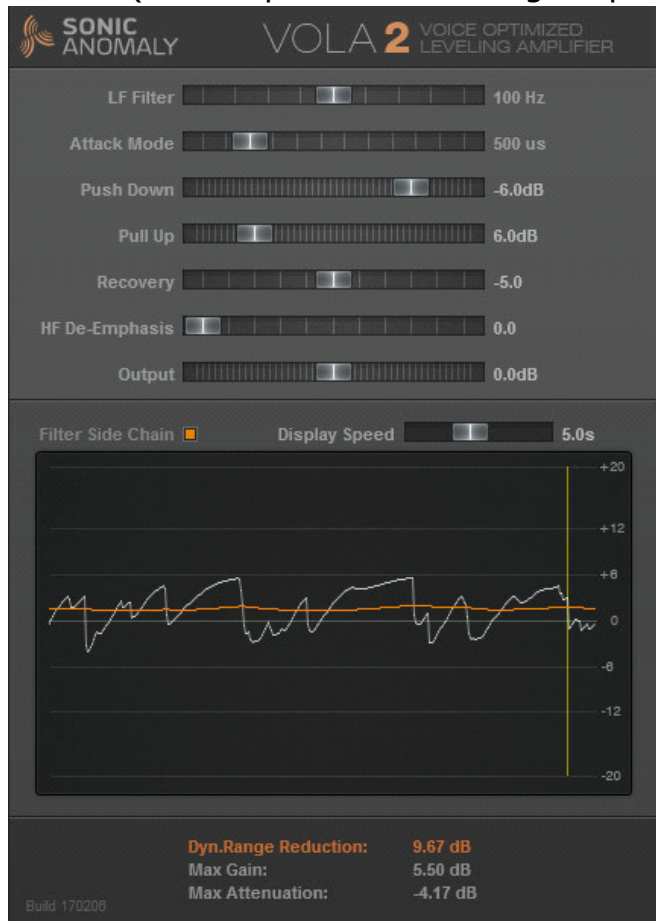 SONIC ANOMALY
VOLA 2 VOICE OPTIMIZED LEVELING AMPLIFIER
LF Filter 100 Hz
Attack Mode 500 us
Push Down -6.0dB
Pull Up 6.0dB
Recovery -5.0
HF De-Emphasis 0.0
Output 0.0dB
Filter Side Chain Display Speed 5.0s
+20
+12
+6
0
-6
-12
-20
Dyn.Range Reduction: 9.67 dB
Max Gain: 5.50 dB
Max Attenuation: -4.17 dB
Build 170206